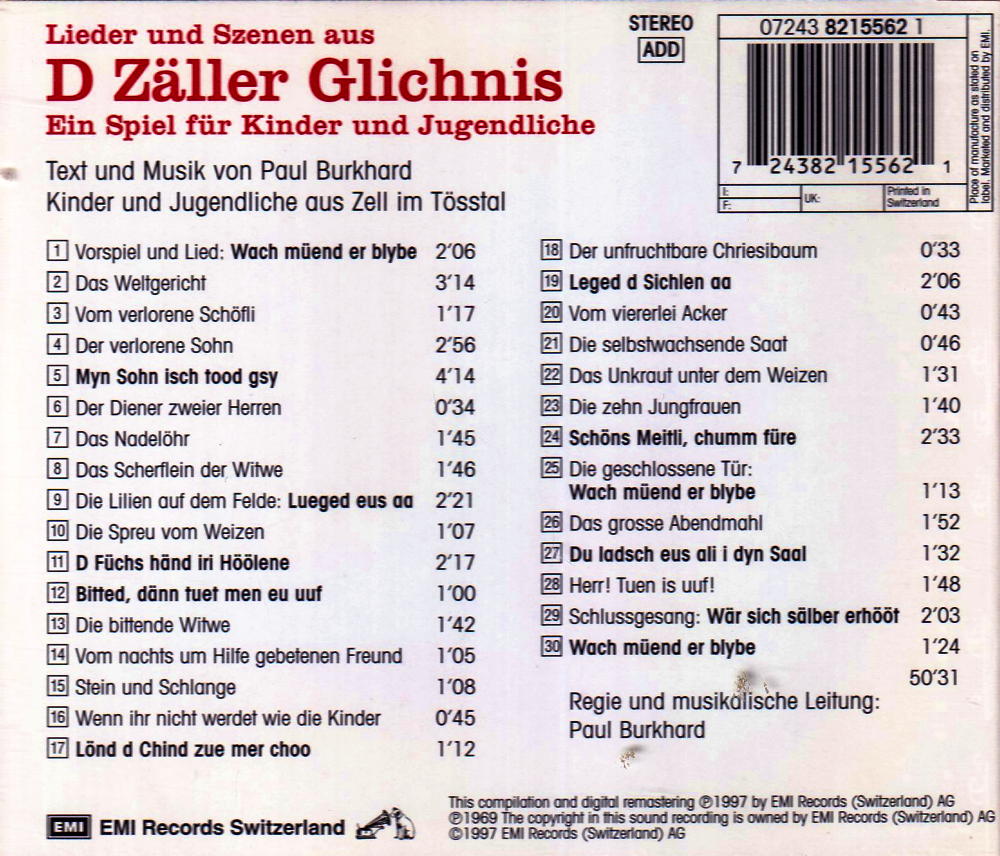 Lieder und Szenen aus
D Zäller Glichnis
Ein Spiel für Kinder und Jugendliche
Text und Musik von Paul Burkhard
Kinder und Jugendliche aus Zell im Tösstal
STEREO
ADD
07243 8215562 1
7 24382 15562 1
I:
F:
UK:
Printed in
Switzerland
Place of manufacture as stated on
label. Marketed and distributed by EMI.
1 Vorspiel und Lied: Wach müend er blybe 2'06
2 Das Weltgericht 3'14
3 Vom verlorene Schöfli 1'17
4 Der verlorene Sohn 2'56
5 Myn Sohn isch tood gsy 4'14
6 Der Diener zweier Herren 0'34
7 Das Nadelöhr 1'45
8 Das Scherflein der Witwe 1'46
9 Die Lilien auf dem Felde: Lueged eus aa 2'21
10 Die Spreu vom Weizen 1'07
11 D Füchs händ iri Höölene 2'17
12 Bitted, dänn tuet men eu uuf 1'00
13 Die bittende Witwe 1'42
14 Vom nachts um Hilfe gebetenen Freund 1'05
15 Stein und Schlange 1'08
16 Wenn ihr nicht werdet wie die Kinder 0'45
17 Lönd d Chind zue mer choo 1'12
18 Der unfruchtbare Chriesibaum 0'33
19 Leged d Sichlen aa 2'06
20 Vom viererlei Acker 0'43
21 Die selbstwachsende Saat 0'46
22 Das Unkraut unter dem Weizen 1'31
23 Die zehn Jungfrauen 1'40
24 Schöns Meitli, chumm füre 2'33
25 Die geschlossene Tür:
Wach müend er blybe 1'13
26 Das grosse Abendmahl 1'52
27 Du ladsch eus ali i dyn Saal 1'32
28 Herr! Tuen is uuf! 1'48
29 Schlussgesang: Wär sich sälber erhööt 2'03
30 Wach müend er blybe 1'24
50'31
Regie und musikalische Leitung:
Paul Burkhard
EMI EMI Records Switzerland
This compilation and digital remastering ℗1997 by EMI Records (Switzerland) AG
℗1969 The copyright in this sound recording is owned by EMI Records (Switzerland) AG
©1997 EMI Records (Switzerland) AG